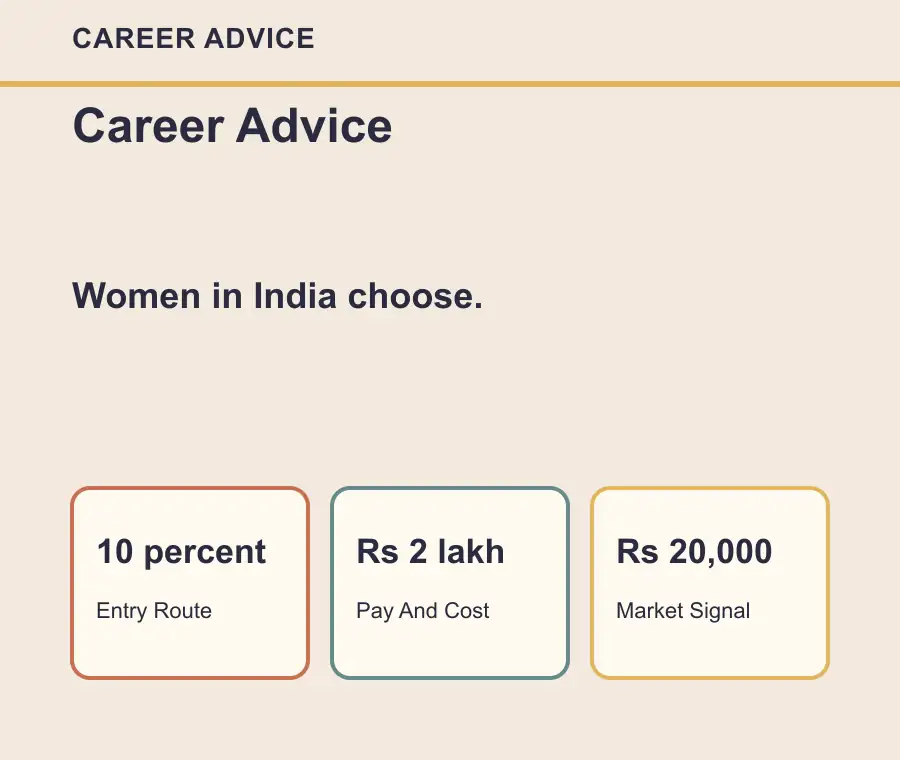 CAREER ADVICE
Career Advice
Women in India choose.
10 percent
Entry Route
Rs 2 lakh
Pay And Cost
Rs 20,000
Market Signal